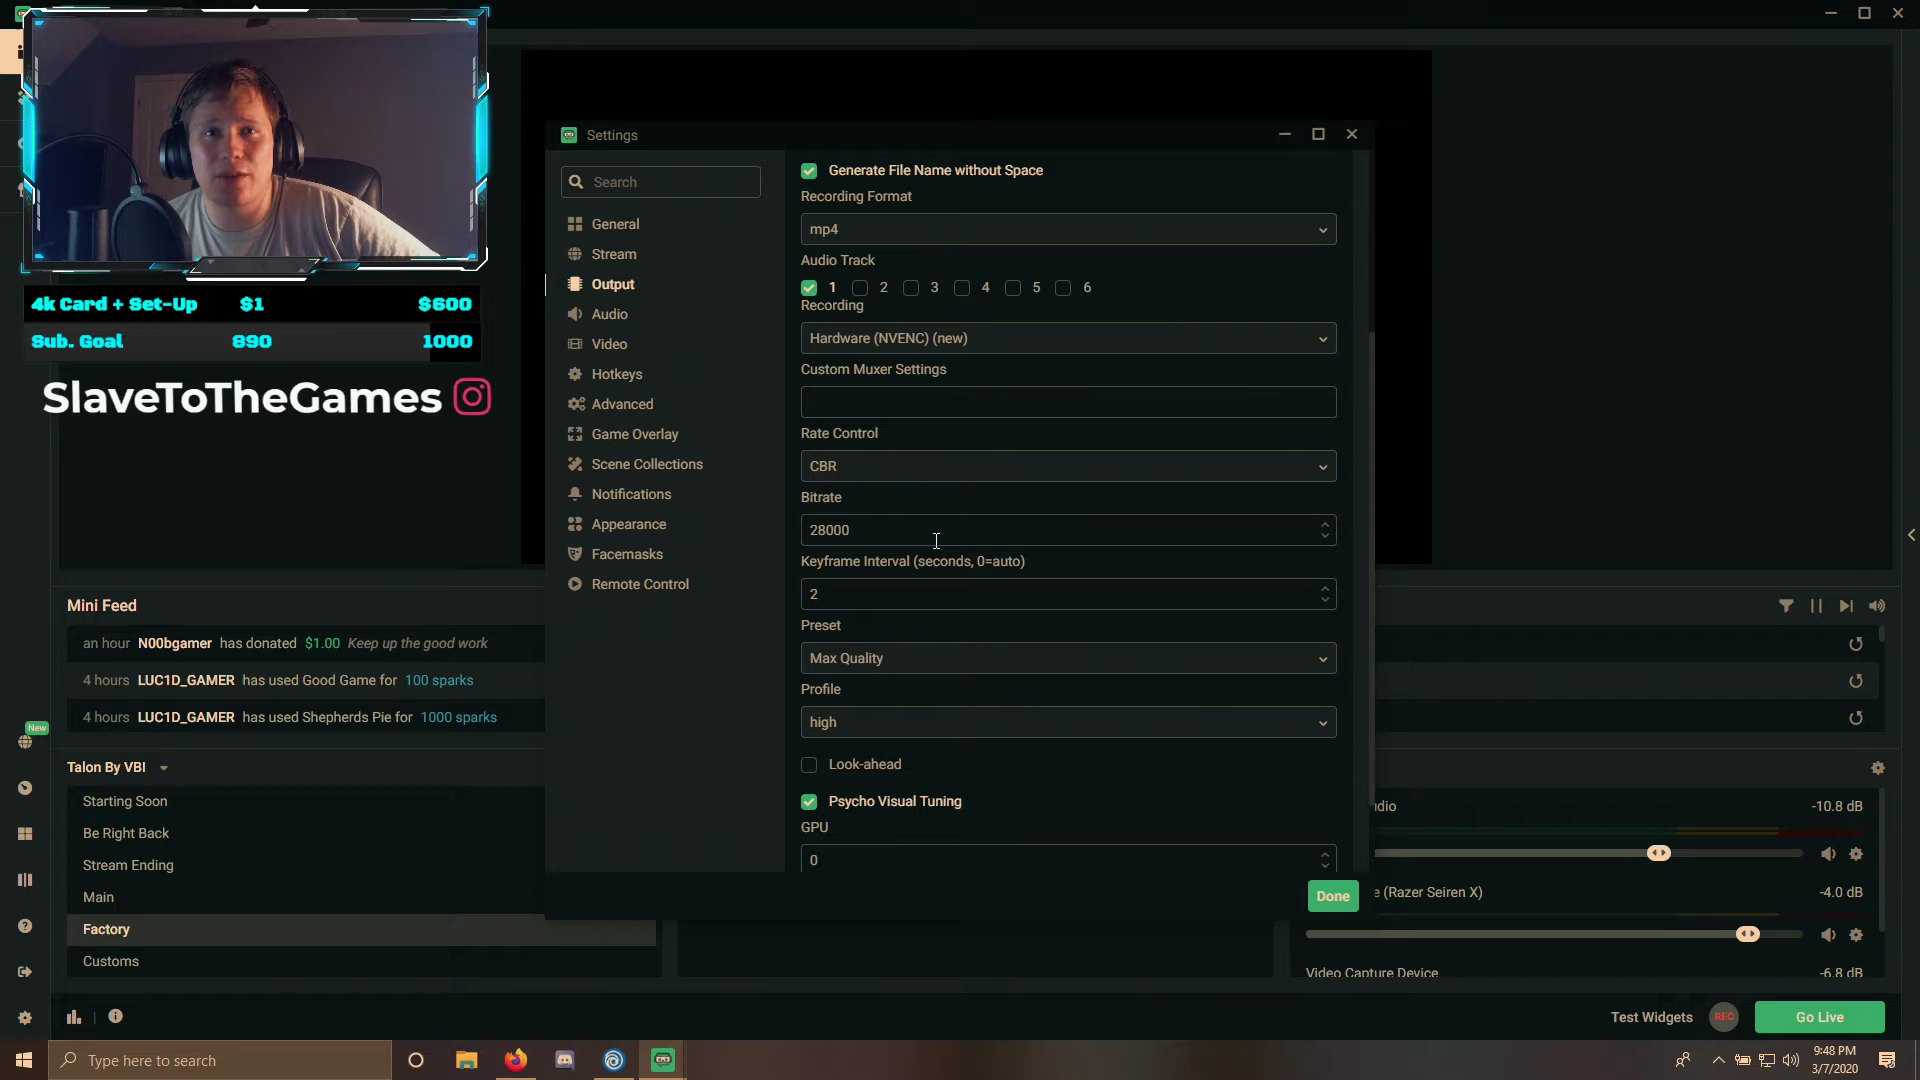 4k Card + Set-Up $1 $600
Sub. Goal 890 1000
SlaveToTheGames
Settings
Search
General
Stream
Output
Audio
Video
Hotkeys
Advanced
Game Overlay
Scene Collections
Notifications
Appearance
Facemasks
Remote Control
Generate File Name without Space
Recording Format
mp4
Audio Track
1 2 3 4 5 6
Recording
Hardware (NVENC) (new)
Custom Muxer Settings
Rate Control
CBR
Bitrate
28000
Keyframe Interval (seconds, 0=auto)
2
Preset
Max Quality
Profile
high
Look-ahead
Psycho Visual Tuning
GPU
0
Done
Mini Feed
an hour N00bgamer has donated $1.00 Keep up the good work
4 hours LUC1D_GAMER has used Good Game for 100 sparks
4 hours LUC1D_GAMER has used Shepherds Pie for 1000 sparks
New
Talon By VBI
Starting Soon
Be Right Back
Stream Ending
Main
Factory
Customs
dio -10.8 dB
e (Razer Seiren X) -4.0 dB
Video Capture Device -6.8 dB
Test Widgets REC Go Live
Type here to search
9:48 PM
3/7/2020